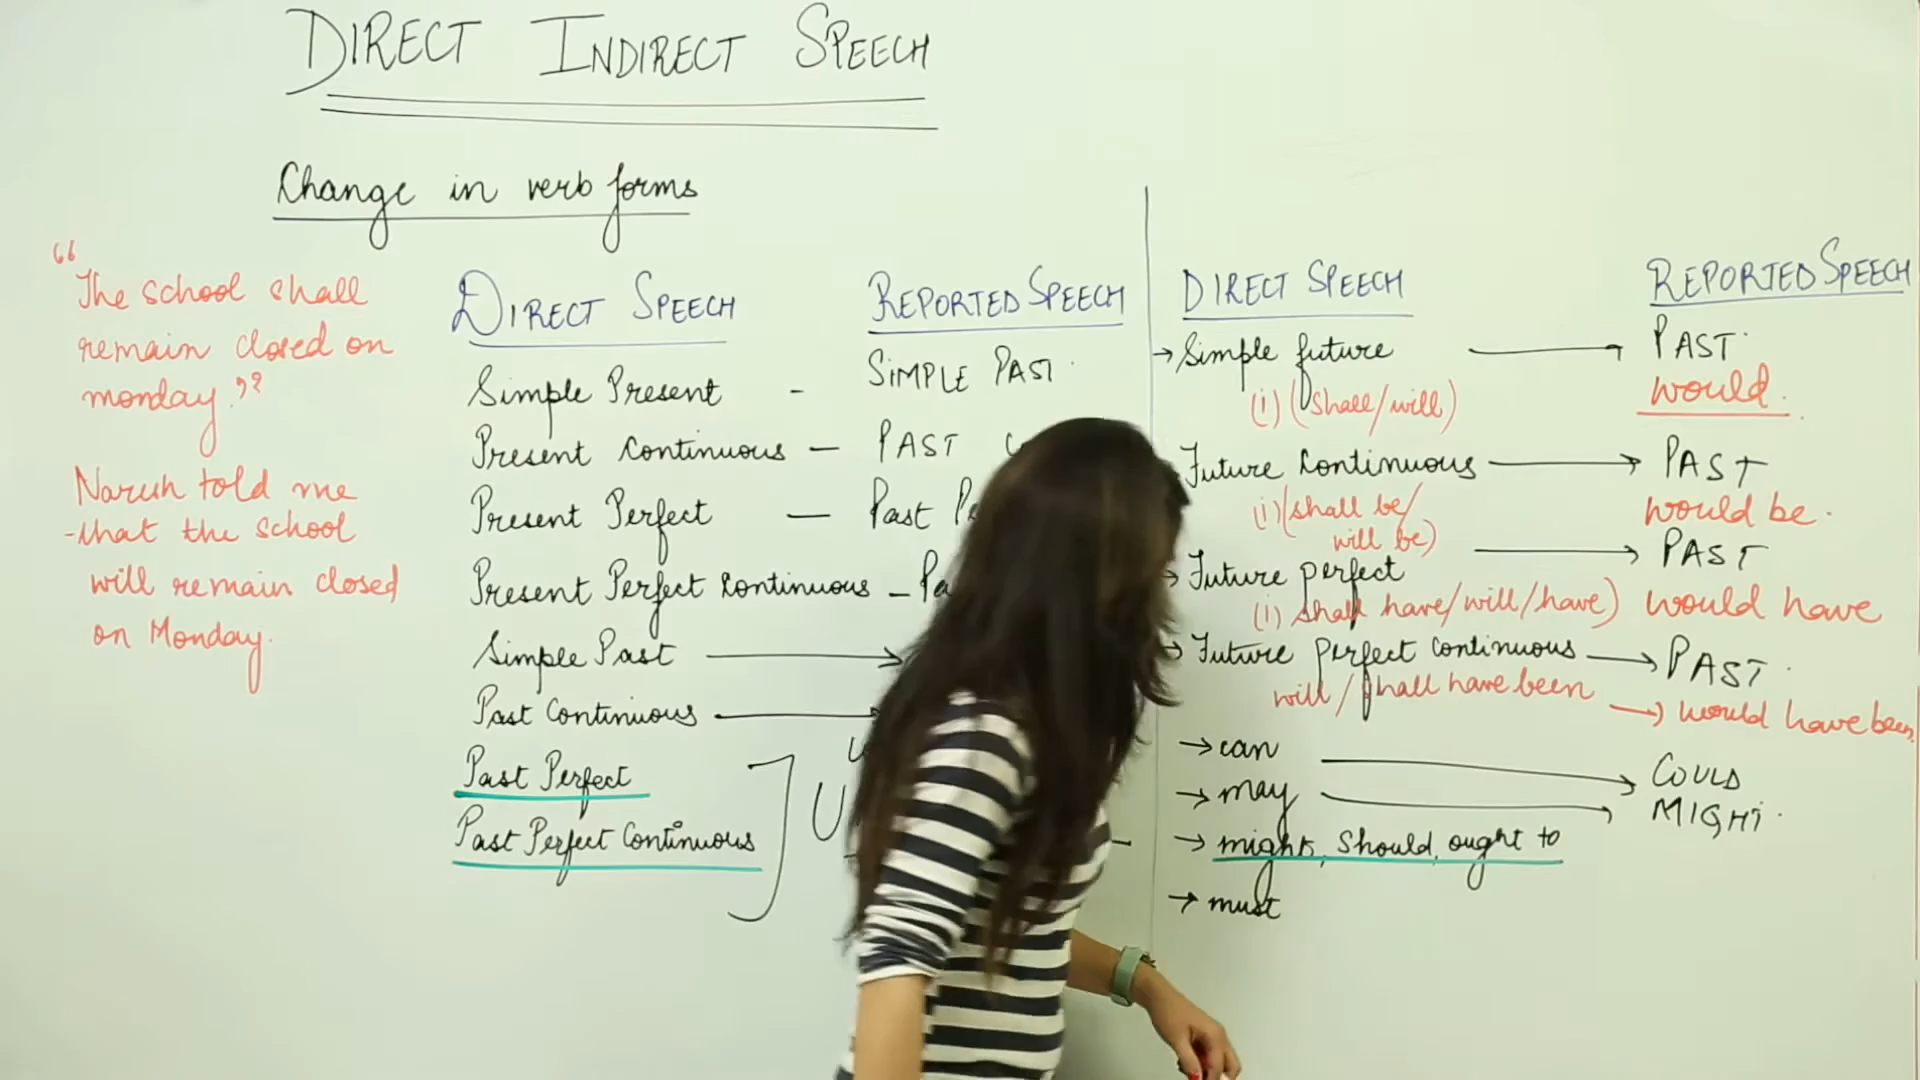 DIRECT INDIRECT SPEECH
Change in verb forms
"The school shall
remain closed on
monday."
Naresh told me
that the school
will remain closed
on Monday.
DIRECT SPEECH
REPORTED SPEECH
Simple Present - SIMPLE PAST.
Present Continuous — PAST
Present Perfect — Past
Present Perfect Continuous —
Simple Past →
Past Continuous →
Past Perfect
Past Perfect Continuous
DIRECT SPEECH
REPORTED SPEECH
→ Simple future → PAST.
(i) (Shall/will) would.
Future Continuous → PAST
(i) (shall be/ would be.
will be)
→ Future perfect → PAST
(i) shall have/will/have) would have
→ Future perfect continuous → PAST.
will/shall have been → would have been
→ can → COULD
→ may → MIGHT.
→ might, Should, ought to
→ must